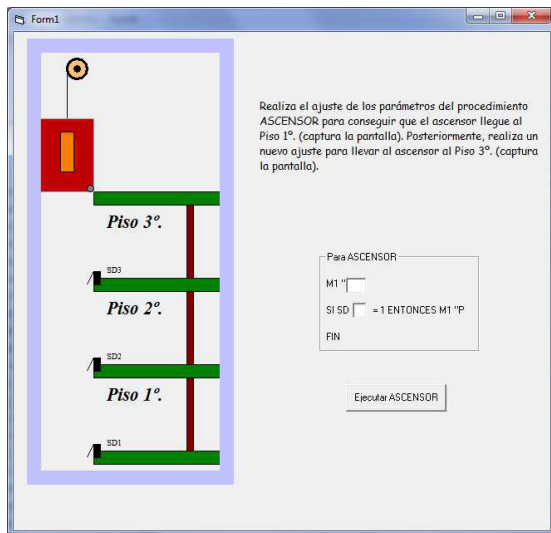 Form1
Realiza el ajuste de los parámetros del procedimiento
ASCENSOR para conseguir que el ascensor llegue al
Piso 1º. (captura la pantalla). Posteriormente, realiza un
nuevo ajuste para llevar al ascensor al Piso 3º. (captura
la pantalla).
Piso 3º.
SD3
Piso 2º.
SD2
Piso 1º.
SD1
Para ASCENSOR
M1 "
SI SD = 1 ENTONCES M1 "P
FIN
Ejecutar ASCENSOR